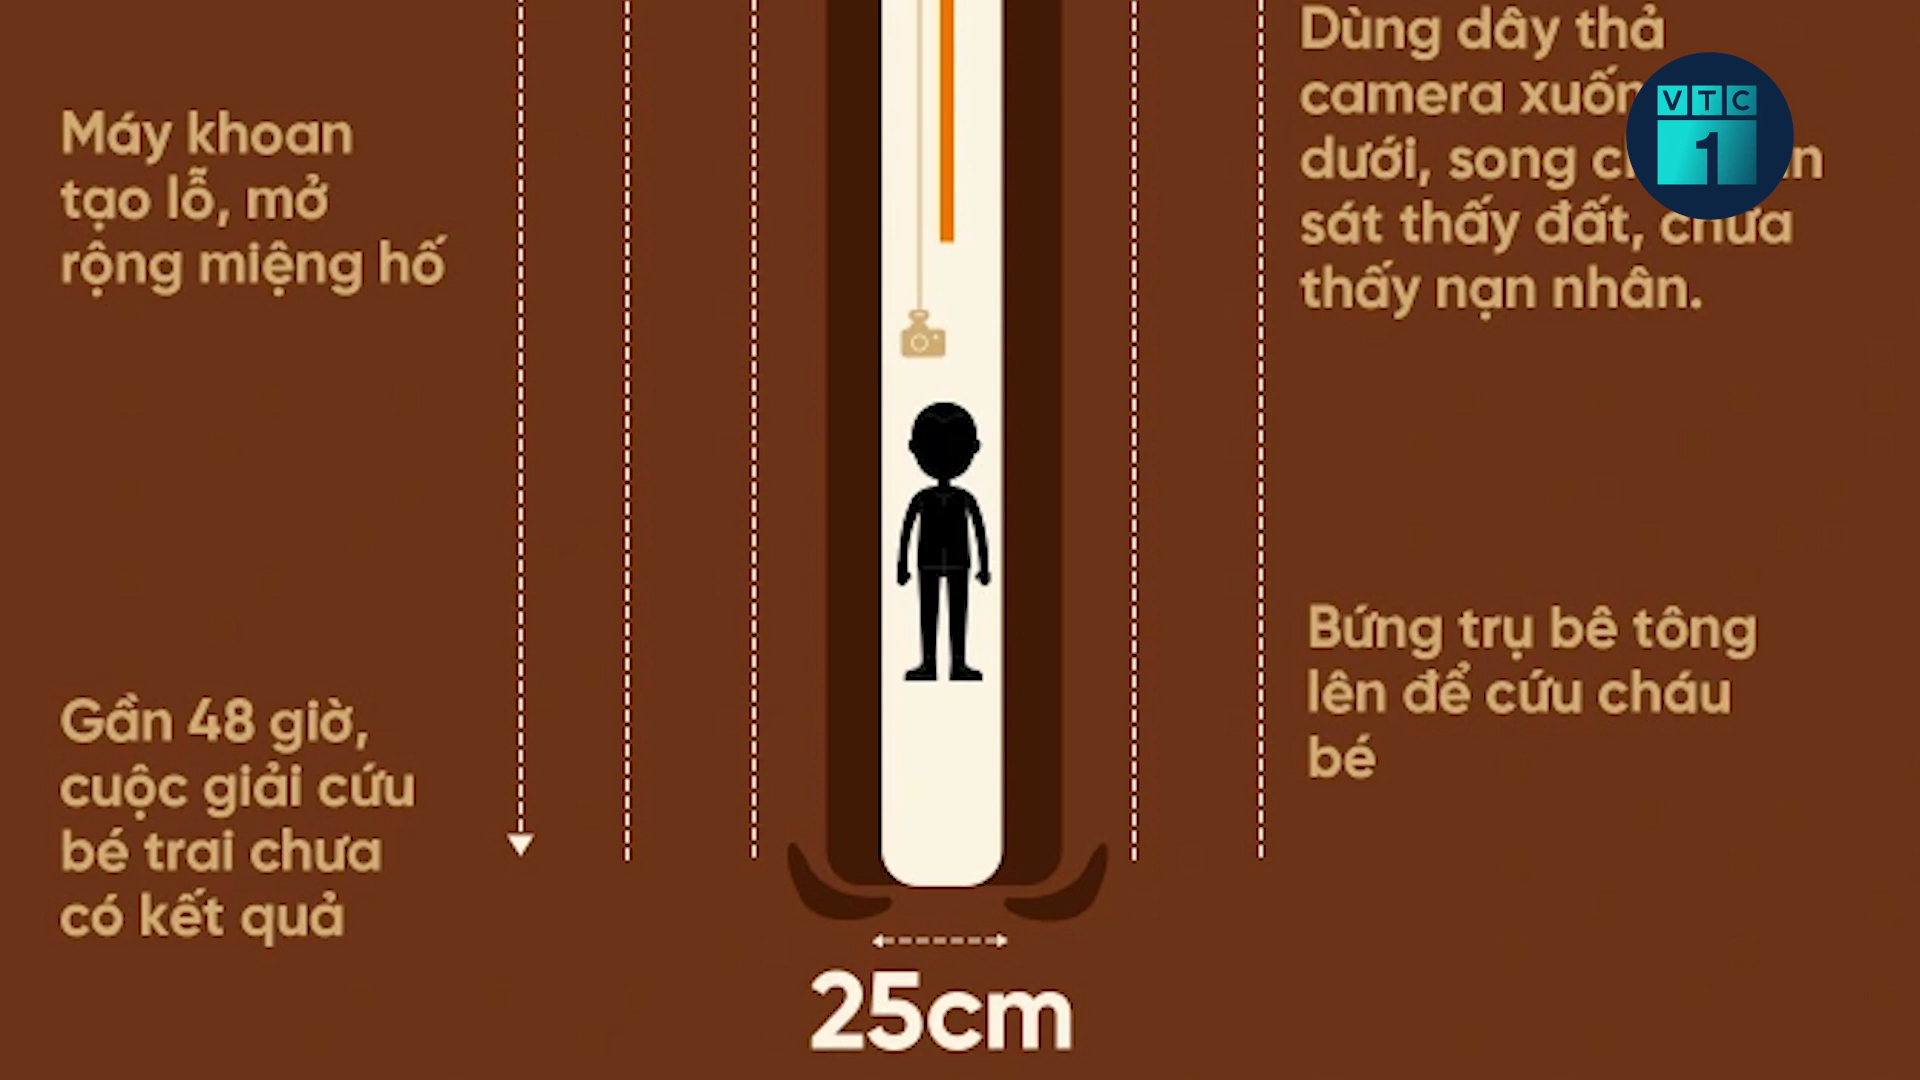 Máy khoan
tạo lỗ, mở
rộng miệng hố
Gần 48 giờ,
cuộc giải cứu
bé trai chưa
có kết quả
25cm
Dùng dây thả
camera
dưới, song
sát thấy đất, chưa
thấy nạn nhân.
Bứng trụ bê tông
lên để cứu cháu
bé
VTC
1